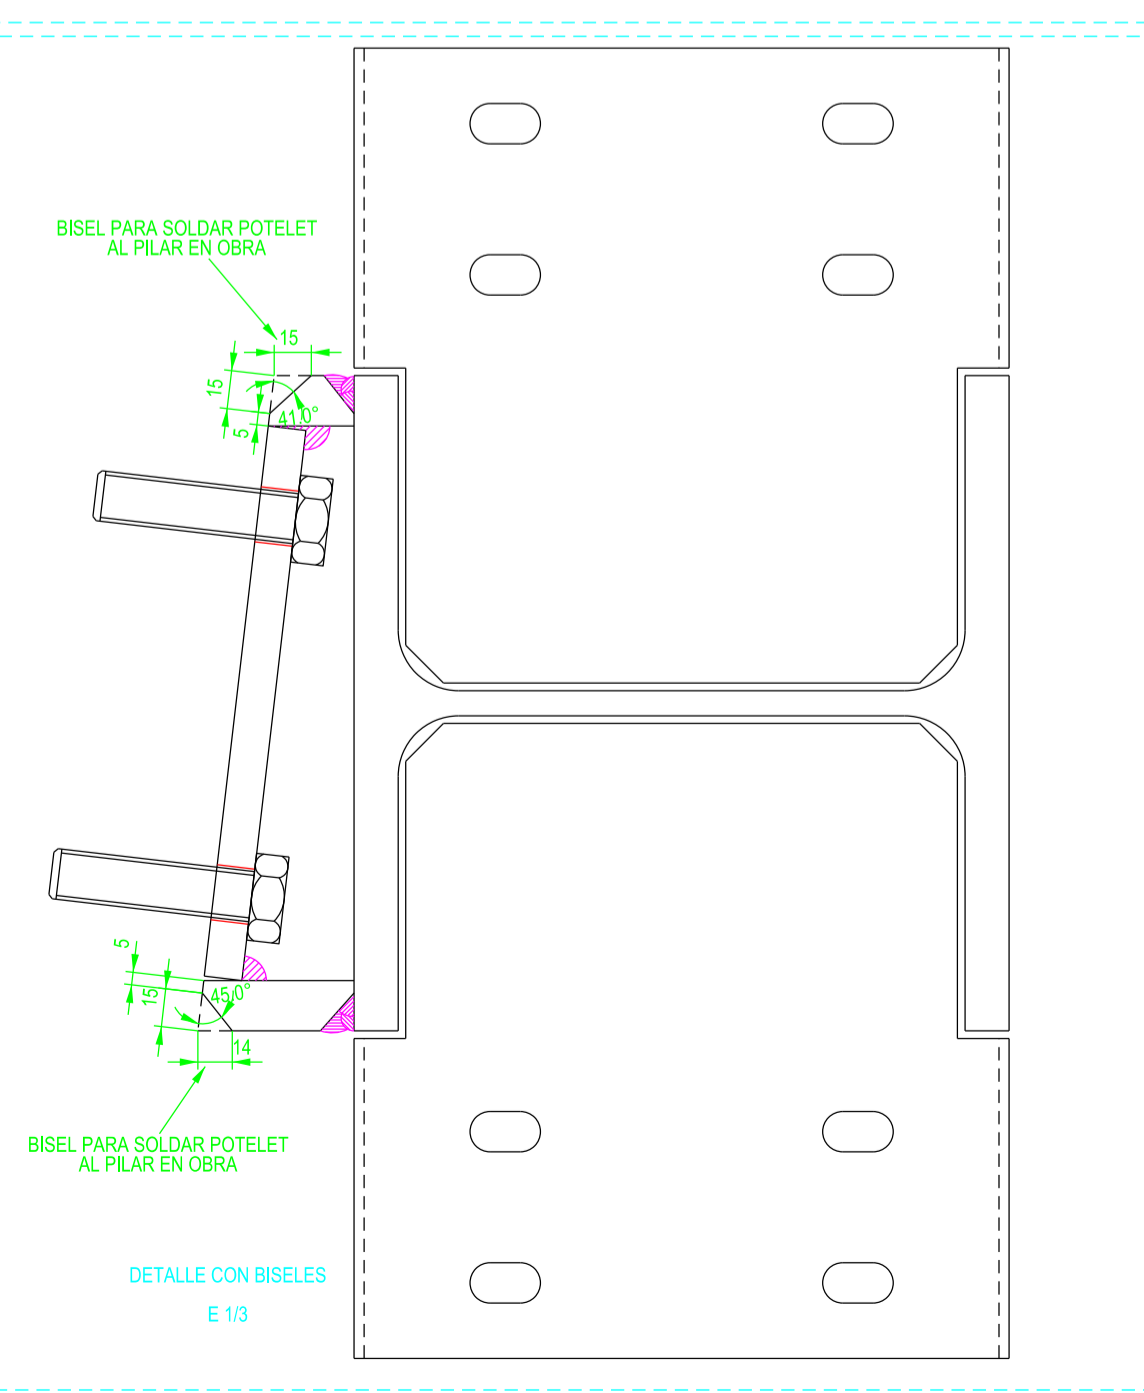 BISEL PARA SOLDAR POTELET
AL PILAR EN OBRA
15
15
41.0°
5
5
15
45.0°
14
BISEL PARA SOLDAR POTELET
AL PILAR EN OBRA
DETALLE CON BISELES
E 1/3